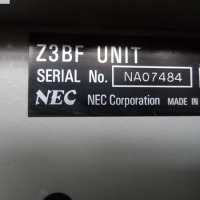 Z3BF UNIT
SERIAL No. NA07484
NEC NEC Corporation MADE IN